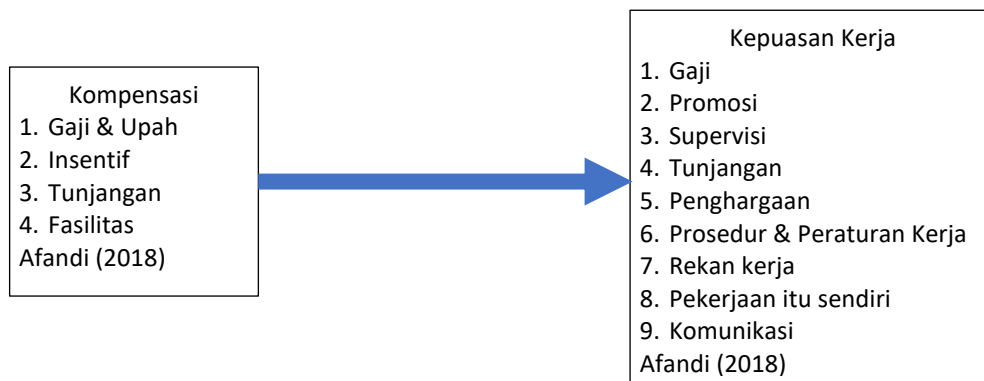 Kompensasi
1. Gaji & Upah
2. Insentif
3. Tunjangan
4. Fasilitas
Afandi (2018)
Kepuasan Kerja
1. Gaji
2. Promosi
3. Supervisi
4. Tunjangan
5. Penghargaan
6. Prosedur & Peraturan Kerja
7. Rekan kerja
8. Pekerjaan itu sendiri
9. Komunikasi
Afandi (2018)